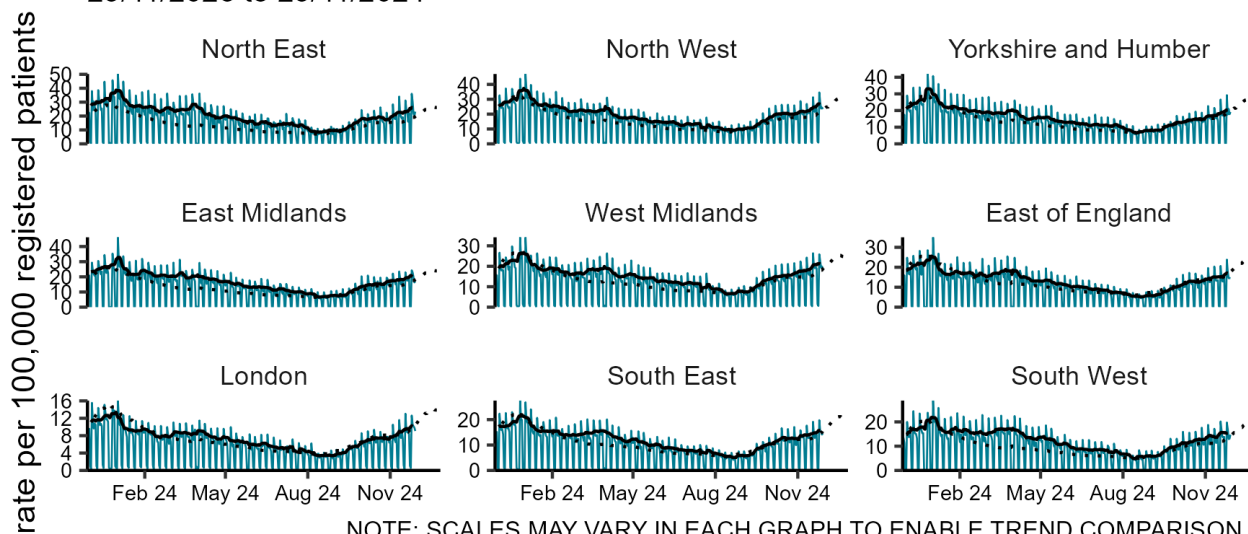 rate per 100,000 registered patients
North East
50
40
30
20
10
0
North West
40
30
20
10
0
Yorkshire and Humber
40
30
20
10
0
East Midlands
40
30
20
10
0
West Midlands
30
20
10
0
East of England
30
20
10
0
London
16
12
8
4
0
Feb 24 May 24 Aug 24 Nov 24
South East
20
10
0
Feb 24 May 24 Aug 24 Nov 24
South West
20
10
0
Feb 24 May 24 Aug 24 Nov 24
NOTE: SCALES MAY VARY IN EACH GRAPH TO ENABLE TREND COMPARISON